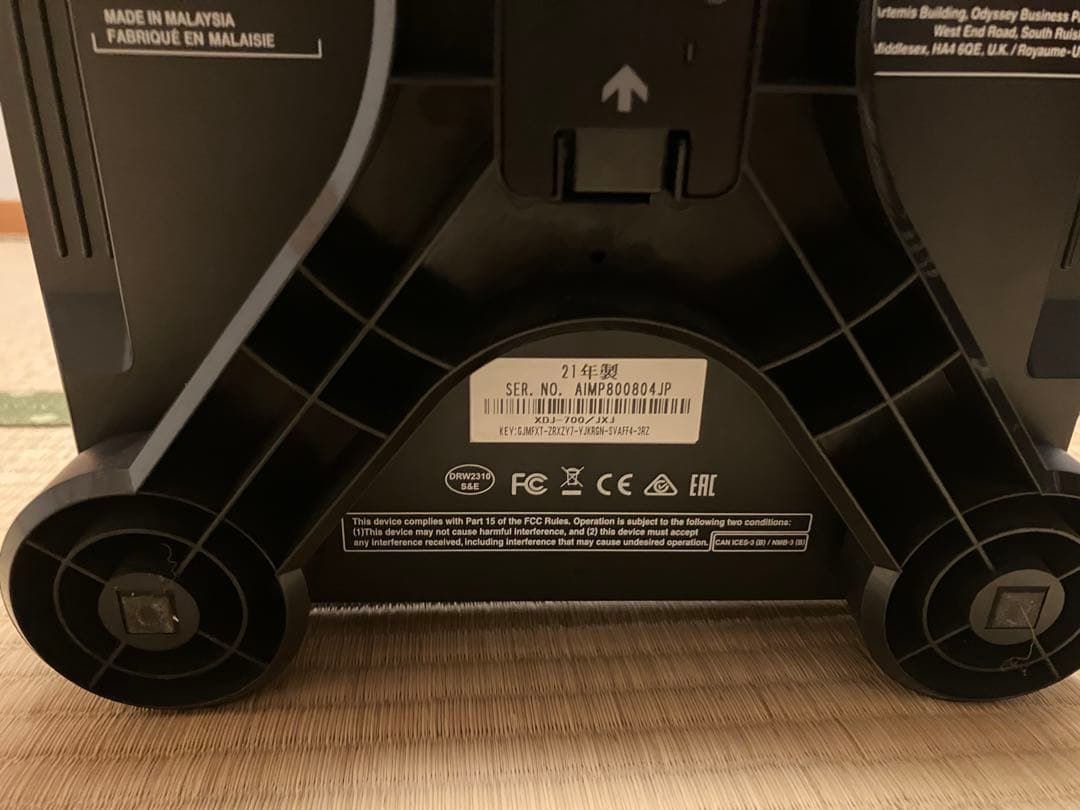 MADE IN MALAYSIA
FABRIQUÉ EN MALAISIE
Artemis Building, Odyssey Business
West End Road, South
Middlesex, HA4 6QE, U.K. / Royaume-U
21年製
SER. NO. AIMP800804JP
XDJ-700/JXJ
KEY:GJMFXT-ZRXZY7-VJKRGN-SVAFF4-3RZ
DRW2310
S&E
FC CE EAC
This device complies with Part 15 of the FCC Rules. Operation is subject to the following two conditions:
(1)This device may not cause harmful interference, and (2) this device must accept
any interference received, including interference that may cause undesired operation.
CAN ICES-3 (B) / NMB-3 (B)